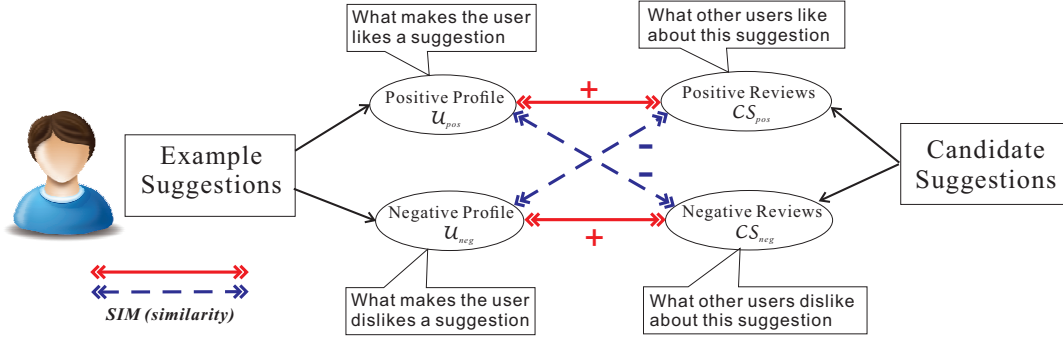 What makes the user
likes a suggestion
What other users like
about this suggestion
Positive Profile
U_pos
+
Positive Reviews
CS_pos
Example
Suggestions
-
-
Candidate
Suggestions
Negative Profile
U_neg
+
Negative Reviews
CS_neg
SIM (similarity)
What makes the user
dislikes a suggestion
What other users dislike
about this suggestion